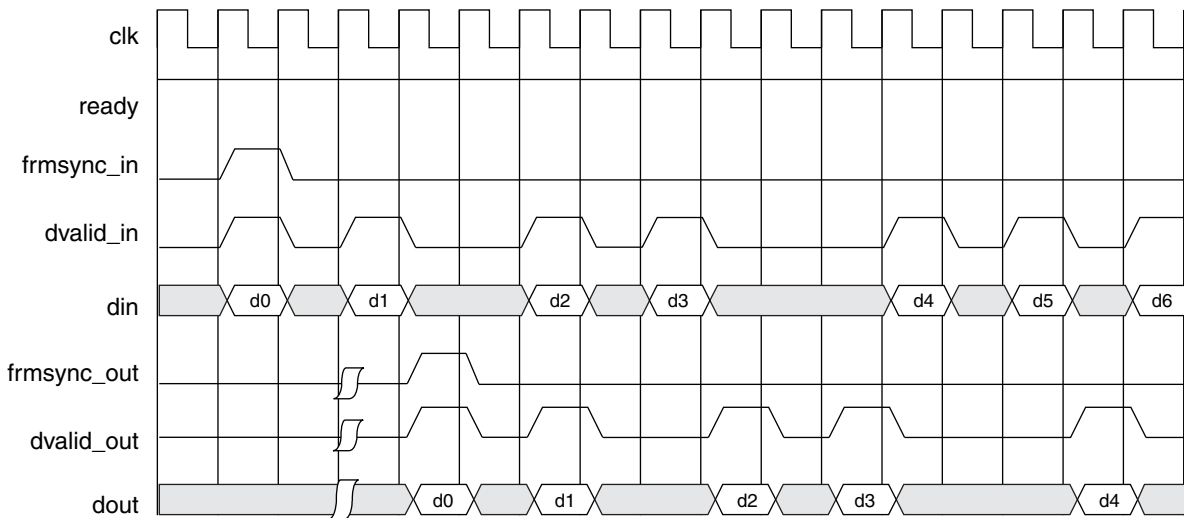 clk
ready
frmsync_in
dvalid_in
din d0 d1 d2 d3 d4 d5 d6
frmsync_out
dvalid_out
dout d0 d1 d2 d3 d4